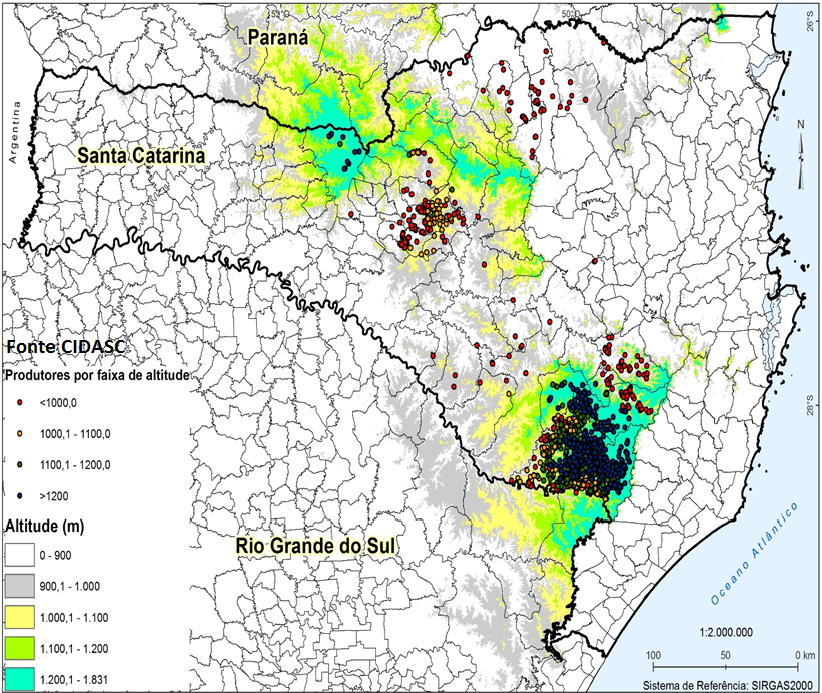 52°O
50°O
26°S
Paraná
Argentina
N
Santa Catarina
Fonte CIDASC
Produtores por faixa de altitude
<1000,0
1000,1 - 1100,0
1100,1 - 1200,0
>1200
28°S
Altitude (m)
0 - 900
900,1 - 1.000
1.000,1 - 1.100
1.100,1 - 1.200
1.200,1 - 1.831
Rio Grande do Sul
Oceano Atlântico
1:2.000.000
100 50 0 km
Sistema de Referência: SIRGAS2000